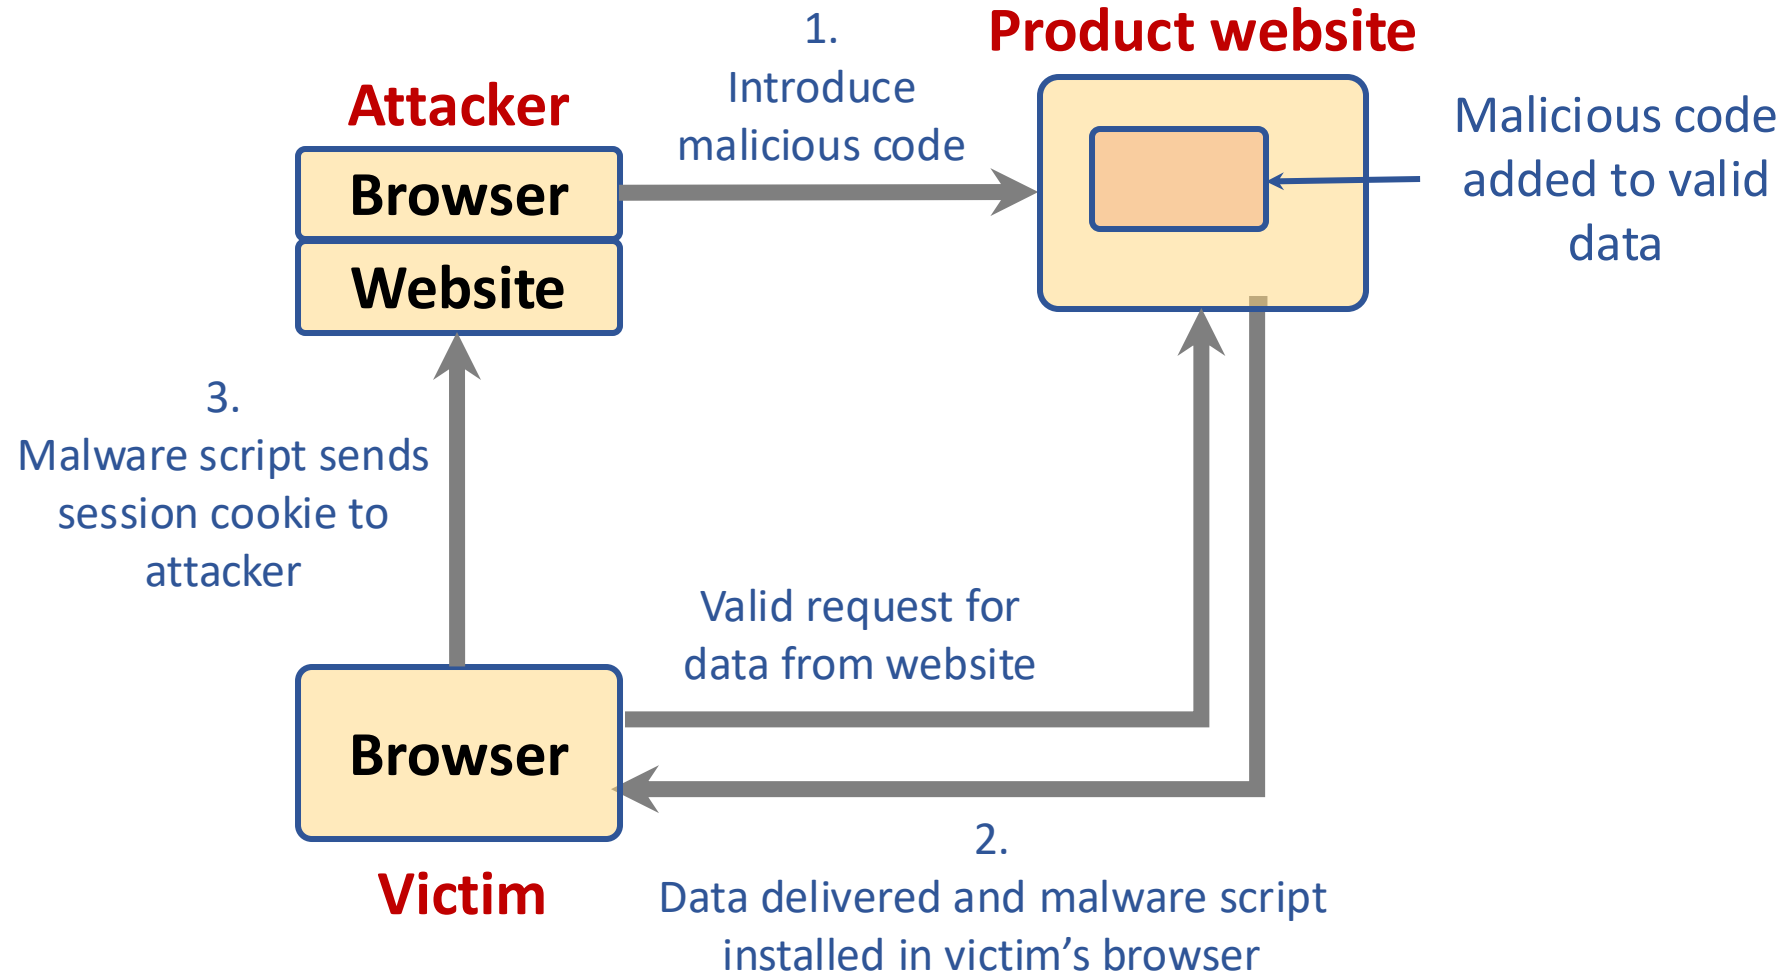 1.
Introduce
malicious code
Product website
Attacker
Browser
Website
Malicious code
added to valid
data
3.
Malware script sends
session cookie to
attacker
Valid request for
data from website
Browser
Victim
2.
Data delivered and malware script
installed in victim’s browser